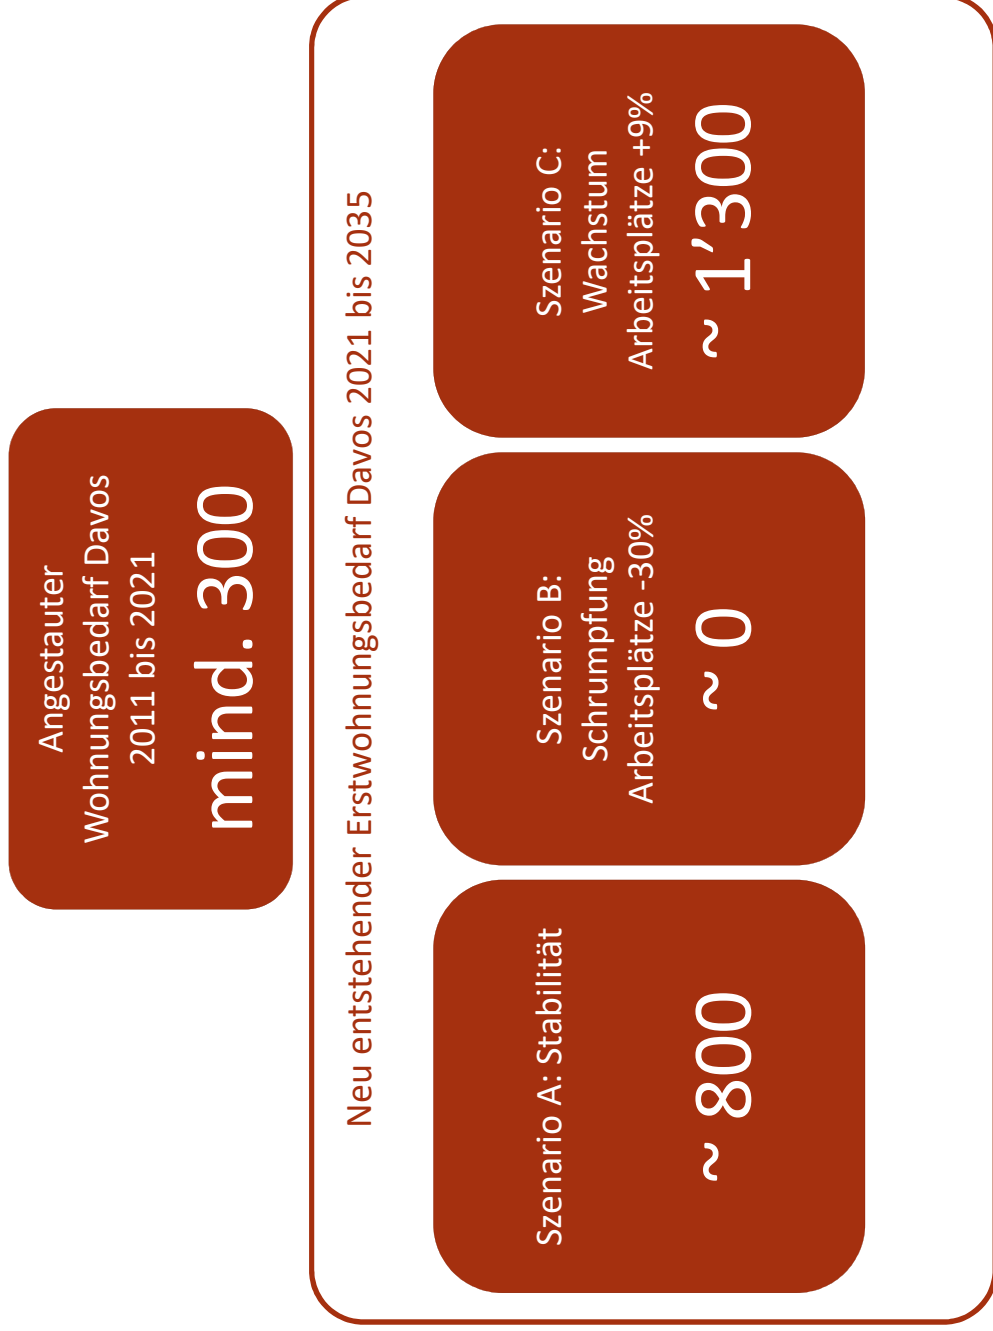 Angestauter
Wohnungsbedarf Davos
2011 bis 2021
mind. 300
Neu entstehender Erstwohnungsbedarf Davos 2021 bis 2035
Szenario A: Stabilität
~ 800
Szenario B:
Schrumpfung
Arbeitsplätze -30%
~ 0
Szenario C:
Wachstum
Arbeitsplätze +9%
~ 1’300